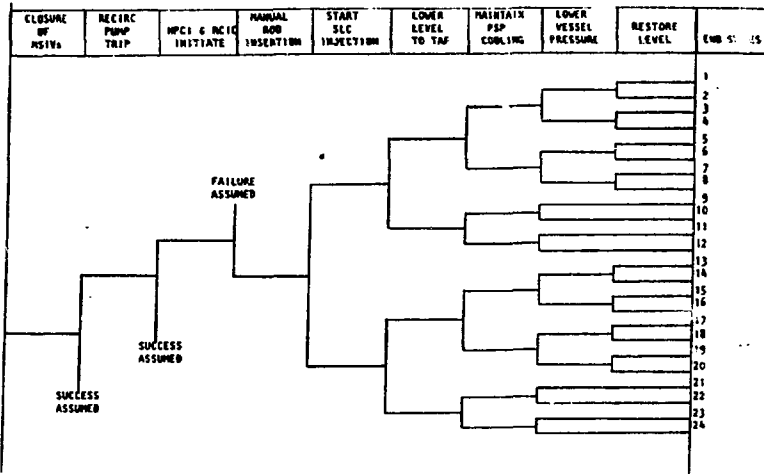 CLOSURE
OF
MSIVs
RECIRC
PUMP
TRIP
HPCI & RCIC
INITIATE
MANUAL
ROD
INSERTION
START
SLC
INJECTION
LOWER
LEVEL
TO TAF
MAINTAIN
PSP
COOLING
LOWER
VESSEL
PRESSURE
RESTORE
LEVEL
END
1
2
3
4
5
6
7
8
9
10
11
12
13
14
15
16
17
18
19
20
21
22
23
24
FAILURE
ASSUMED
SUCCESS
ASSUMED
SUCCESS
ASSUMED